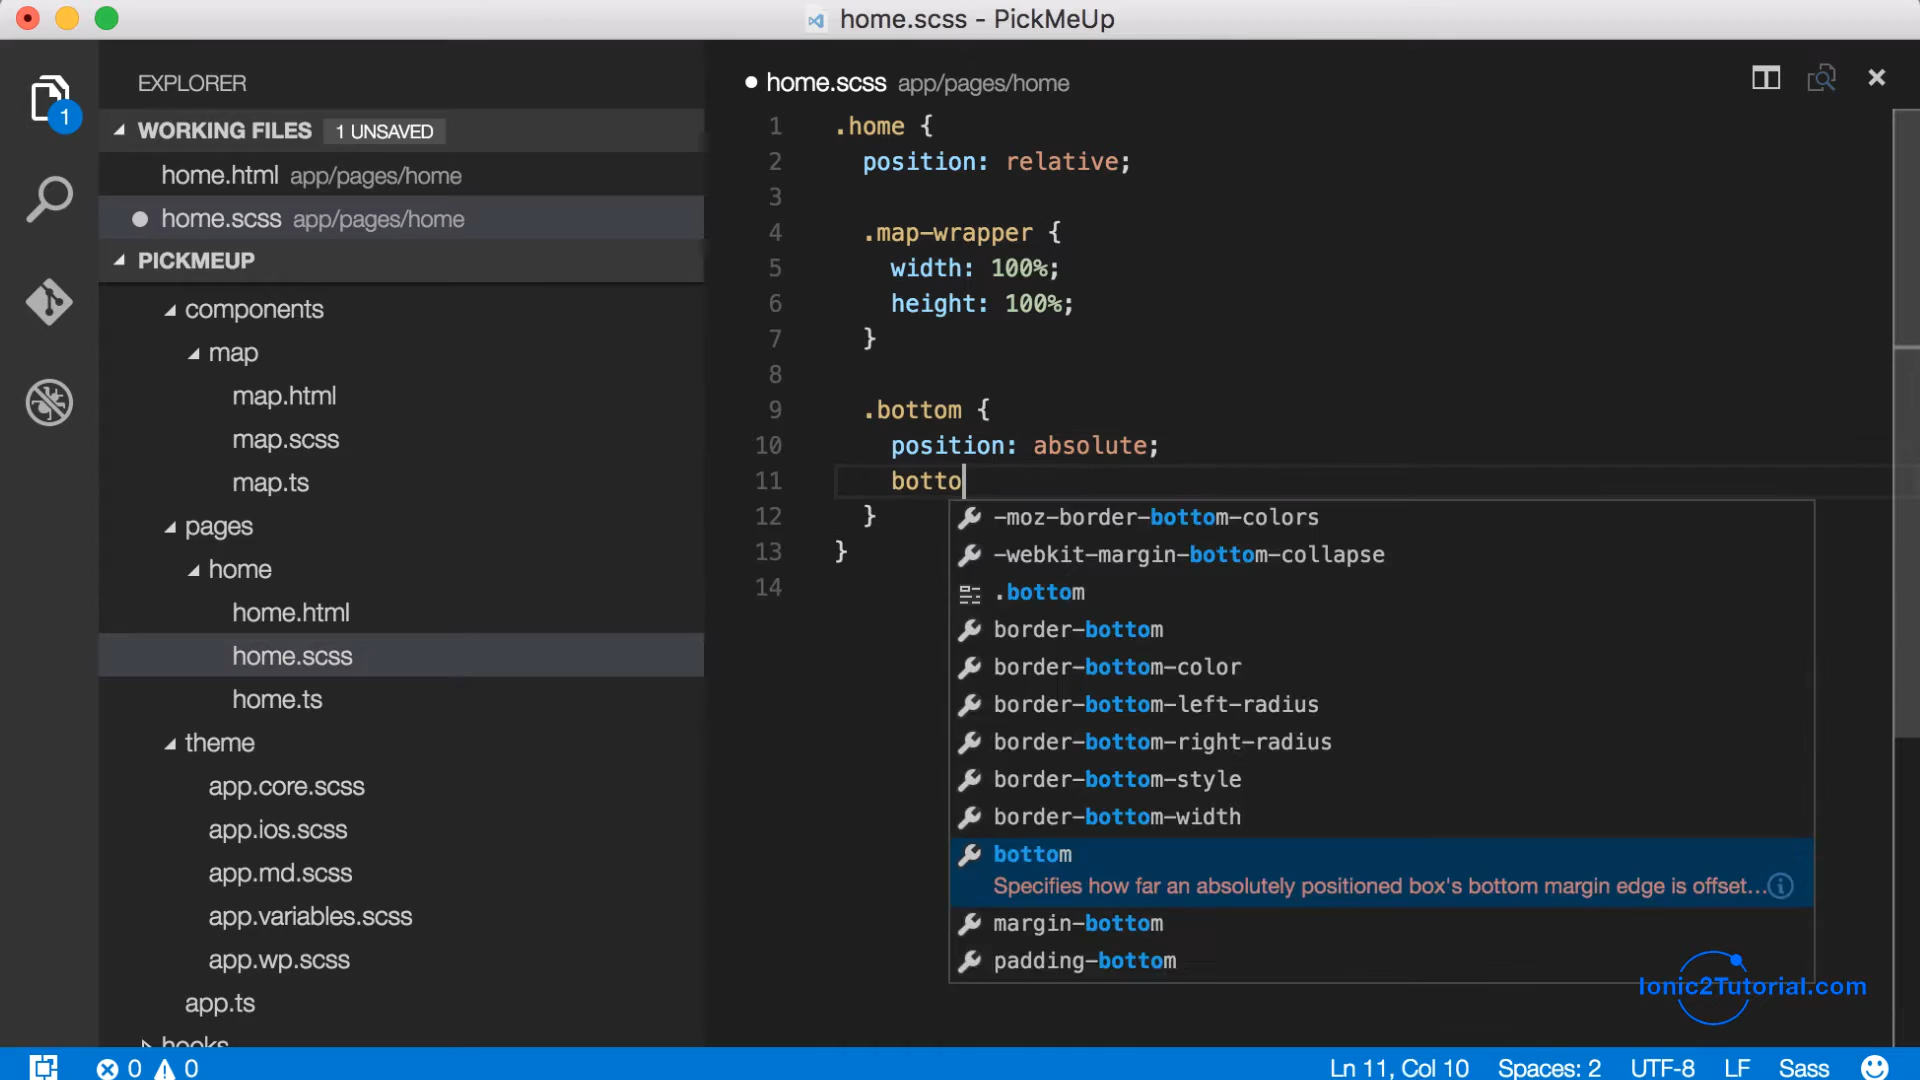 home.scss - PickMeUp
EXPLORER
WORKING FILES 1 UNSAVED
home.html app/pages/home
home.scss app/pages/home
PICKMEUP
components
map
map.html
map.scss
map.ts
pages
home
home.html
home.scss
home.ts
theme
app.core.scss
app.ios.scss
app.md.scss
app.variables.scss
app.wp.scss
app.ts
hooks
1
home.scss app/pages/home
1 .home {
2 position: relative;
3
4 .map-wrapper {
5 width: 100%;
6 height: 100%;
7 }
8
9 .bottom {
10 position: absolute;
11 botto
12 }
13 }
14
-moz-border-bottom-colors
-webkit-margin-bottom-collapse
.bottom
border-bottom
border-bottom-color
border-bottom-left-radius
border-bottom-right-radius
border-bottom-style
border-bottom-width
bottom
Specifies how far an absolutely positioned box's bottom margin edge is offset...
margin-bottom
padding-bottom
Ionic2Tutorial.com
0 0
Ln 11, Col 10 Spaces: 2 UTF-8 LF Sass